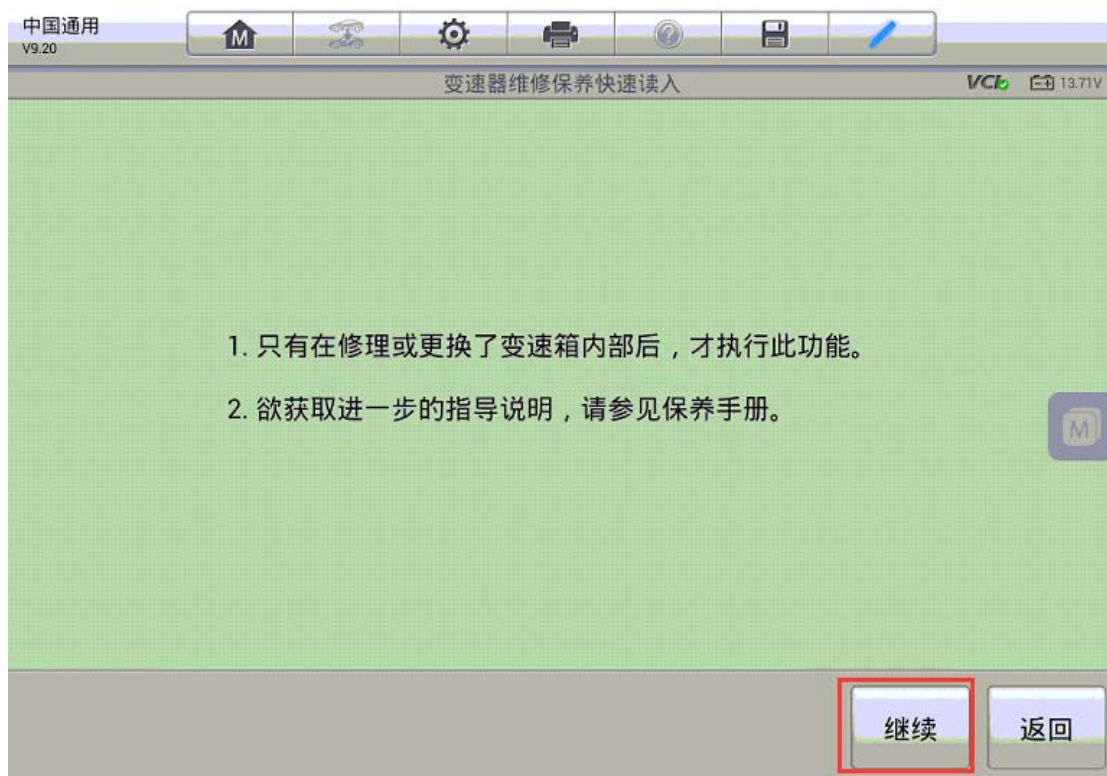 中国通用
V9.20
M
变速器维修保养快速读入
VCI
13.71V
1. 只有在修理或更换了变速箱内部后，才执行此功能。
2. 欲获取进一步的指导说明，请参见保养手册。
M
继续
返回